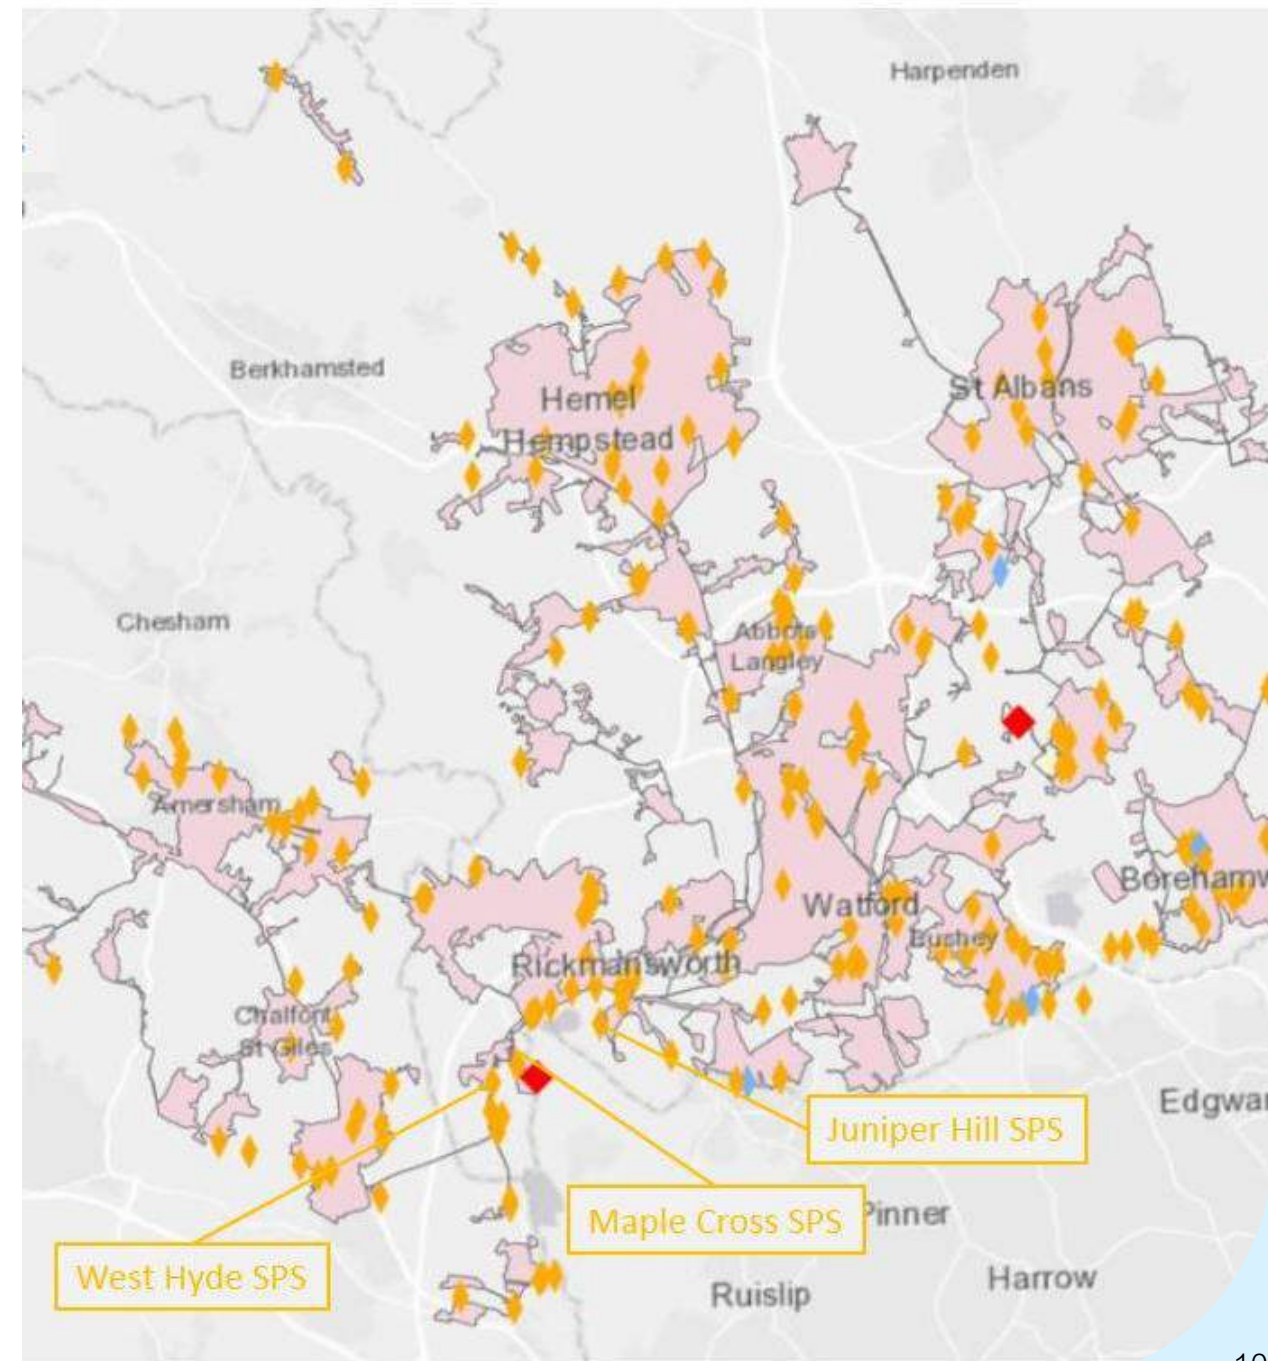 Harpenden
Berkhamsted
Hemel
Hempstead
St Albans
Chesham
Abbots
Langley
Amersham
Borehamw
Watford
Bushey
Rickmansworth
Chalfont
St Giles
Edgwar
Juniper Hill SPS
Maple Cross SPS
Pinner
West Hyde SPS
Ruislip
Harrow